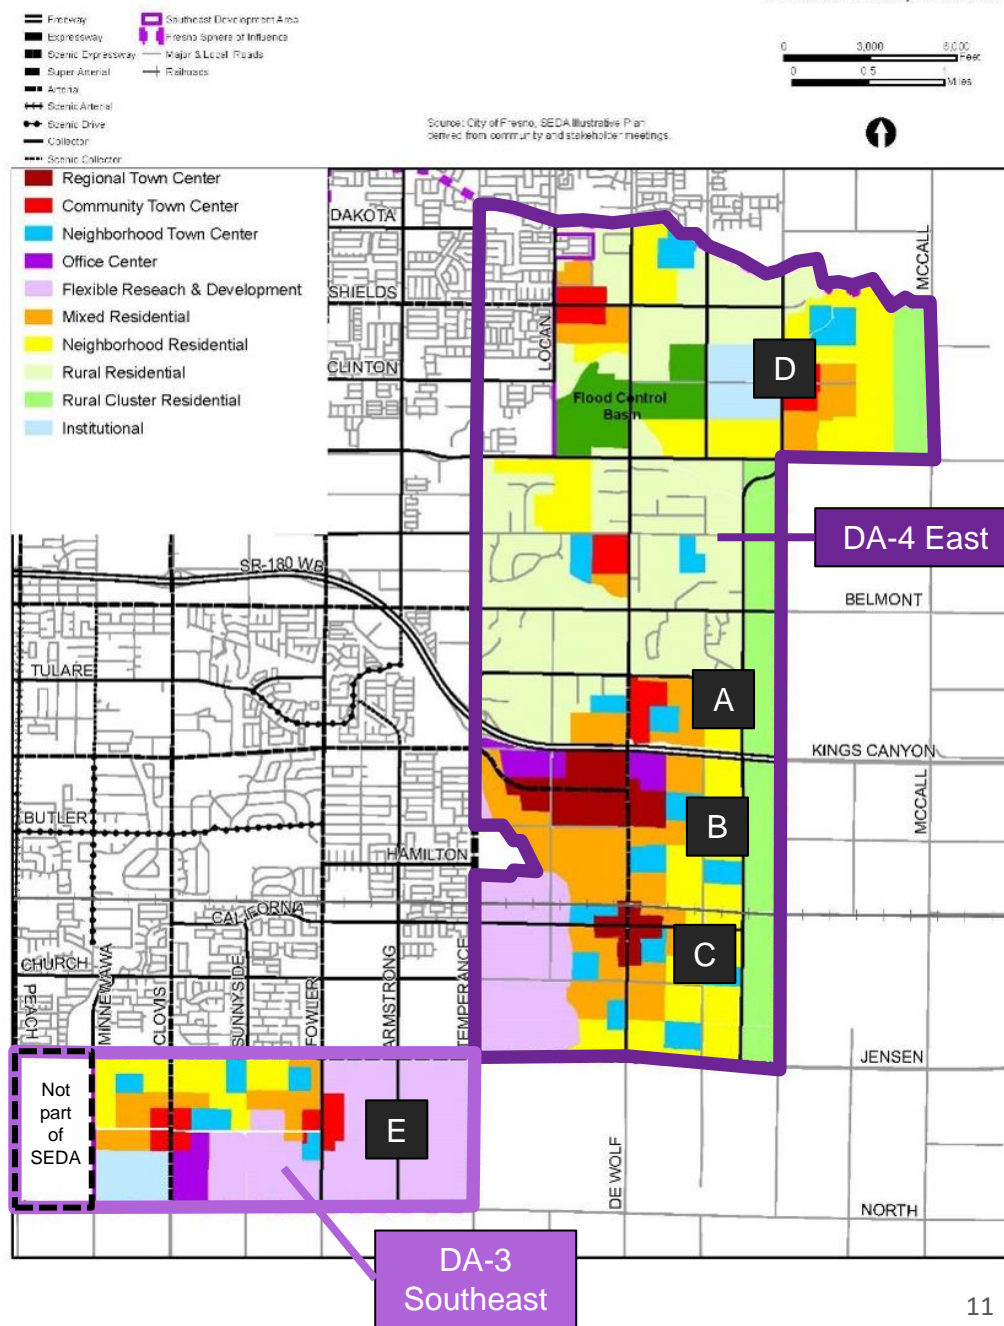 Freeway
Expressway
Scenic Expressway
Super Arterial
Arterial
Scenic Arterial
Scenic Drive
Collector
Scenic Collector
Southeast Development Area
Fresno Sphere of Influence
Major & Local Roads
Railroads
0 3,000 6,000
Feet
0 0.5 1
Miles
Source: City of Fresno, SEDA Illustrative Plan
derived from community and stakeholder meetings.
Regional Town Center
Community Town Center
Neighborhood Town Center
Office Center
Flexible Reseach & Development
Mixed Residential
Neighborhood Residential
Rural Residential
Rural Cluster Residential
Institutional
DAKOTA
SHIELDS
CLINTON
LOCAN
MCCALL
D
Flood Control
Basin
DA-4 East
SR-180 WB
BELMONT
TULARE
A
KINGS CANYON
BUTLER
B
MCCALL
HAMILTON
CALIFORNIA
CHURCH
C
PEACH
MINNEWAWA
CLOVIS
SUNNYSIDE
FOWLER
ARMSTRONG
TEMPERANCE
JENSEN
Not
part
of
SEDA
E
DE WOLF
NORTH
DA-3
Southeast
11